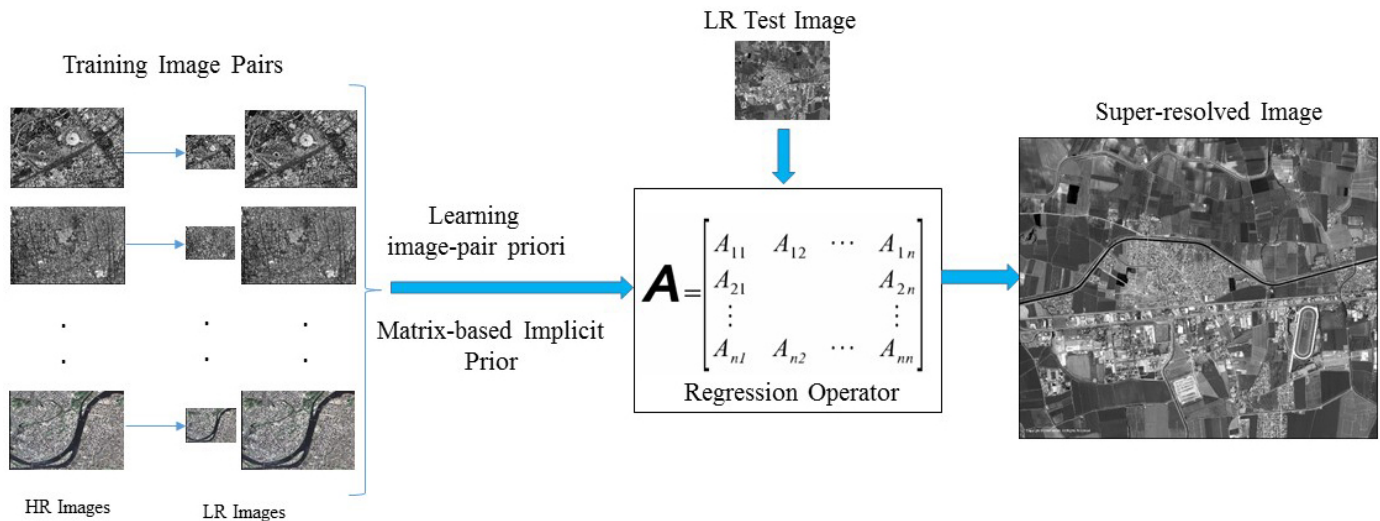 LR Test Image
Training Image Pairs
Super-resolved Image
Learning
image-pair priori
Matrix-based Implicit
Prior
A =
A11 A12 ⋯ A1n
A21 A2n
⋮ ⋮
An1 An2 ⋯ Ann
Regression Operator
HR Images
LR Images